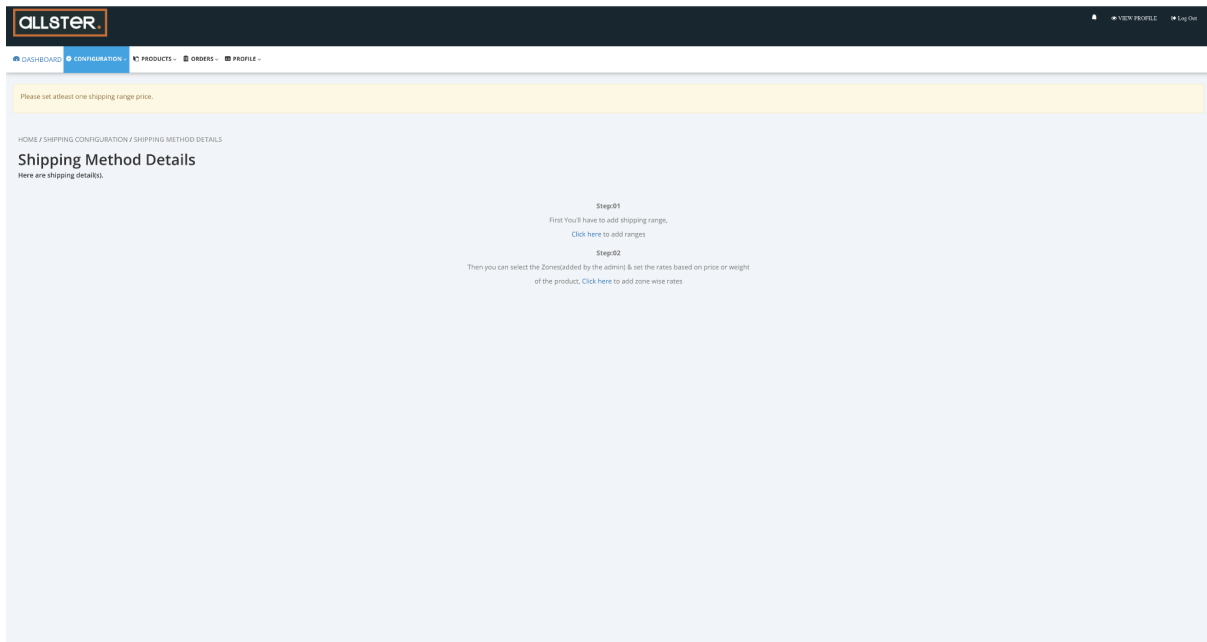 ALLSTER.
VIEW PROFILE Log Out
DASHBOARD CONFIGURATION PRODUCTS ORDERS PROFILE
Please set atleast one shipping range price.
HOME / SHIPPING CONFIGURATION / SHIPPING METHOD DETAILS
Shipping Method Details
Here are shipping detail(s).
Step:01
First You'll have to add shipping range,
Click here to add ranges
Step:02
Then you can select the Zones(added by the admin) & set the rates based on price or weight
of the product, Click here to add zone wise rates